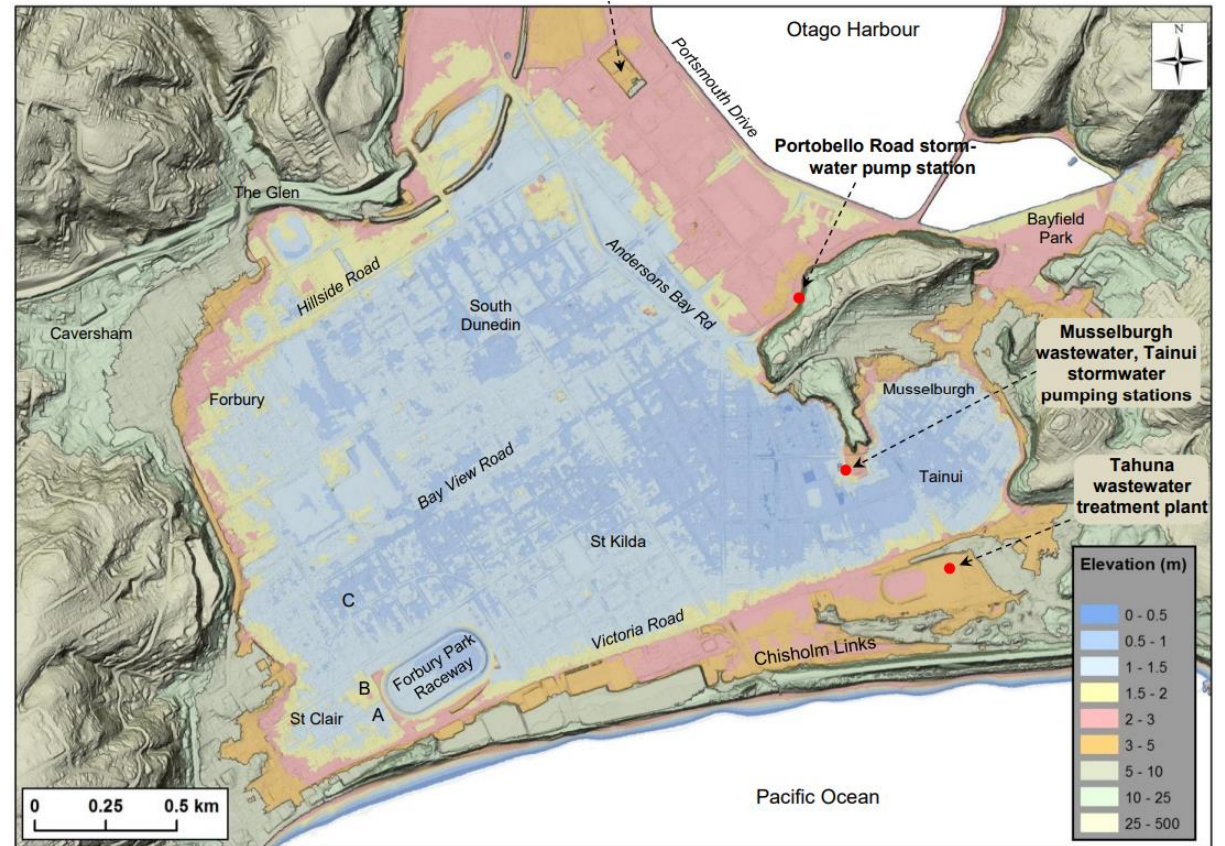 Otago Harbour
N
Portsmouth Drive
Portobello Road storm-
water pump station
The Glen
Bayfield
Park
Hillside Road
Andersons Bay Rd
South
Dunedin
Caversham
Musselburgh
wastewater, Tainui
stormwater
pumping stations
Forbury
Musselburgh
Bay View Road
Tainui
Tahuna
wastewater
treatment plant
St Kilda
C
Victoria Road
Chisholm Links
Forbury Park
Raceway
B
A
St Clair
Pacific Ocean
0 0.25 0.5 km
Elevation (m)
0 - 0.5
0.5 - 1
1 - 1.5
1.5 - 2
2 - 3
3 - 5
5 - 10
10 - 25
25 - 500